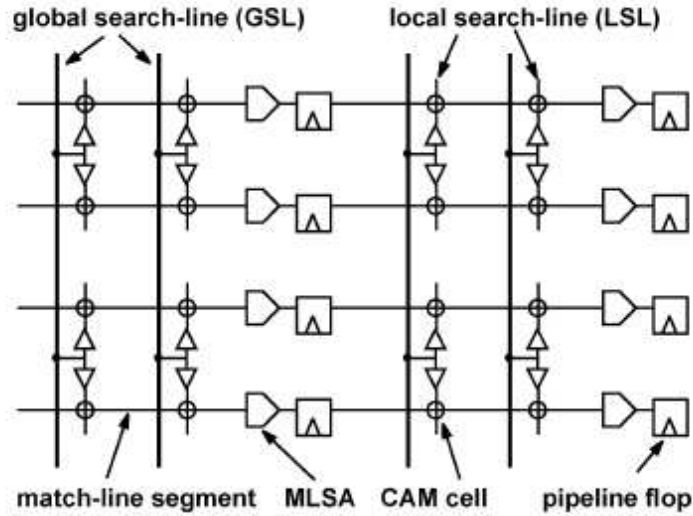 global search-line (GSL)
local search-line (LSL)
match-line segment
MLSA
CAM cell
pipeline flop